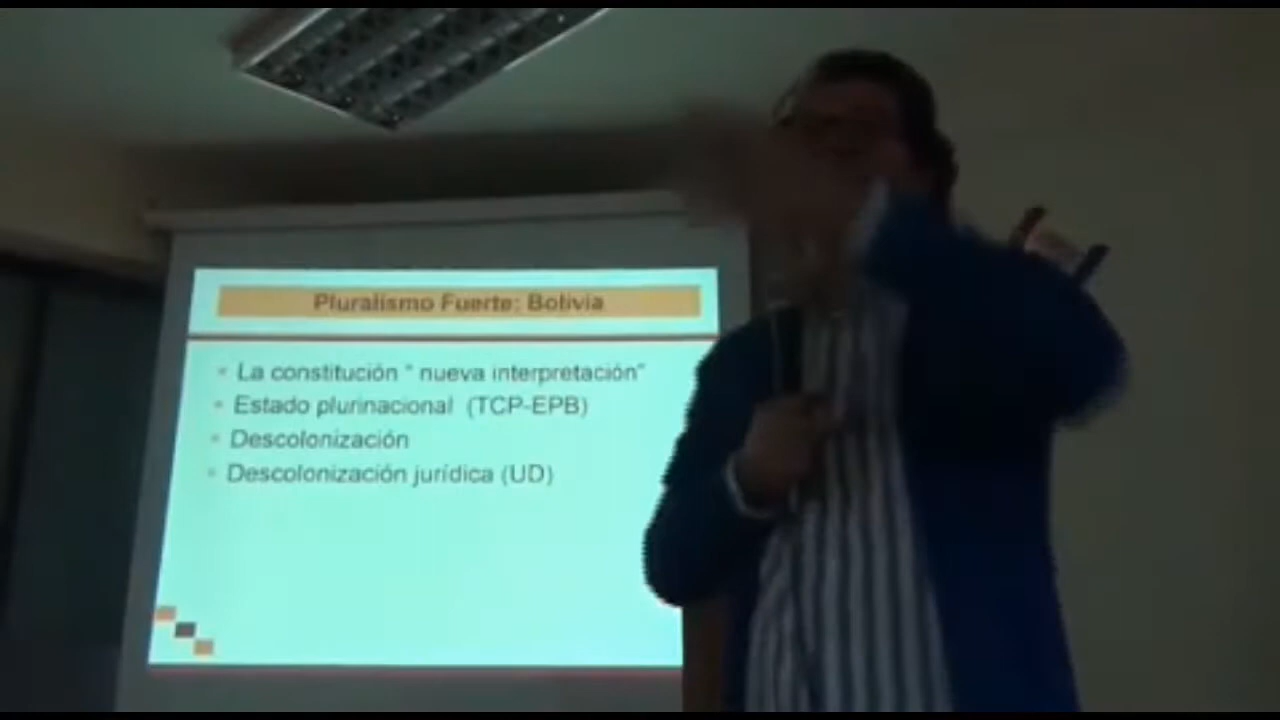 Pluralismo Fuerte: Bolivia
La constitución " nueva interpretación"
Estado plurinacional (TCP-EPB)
Descolonización
Descolonización jurídica (UD)